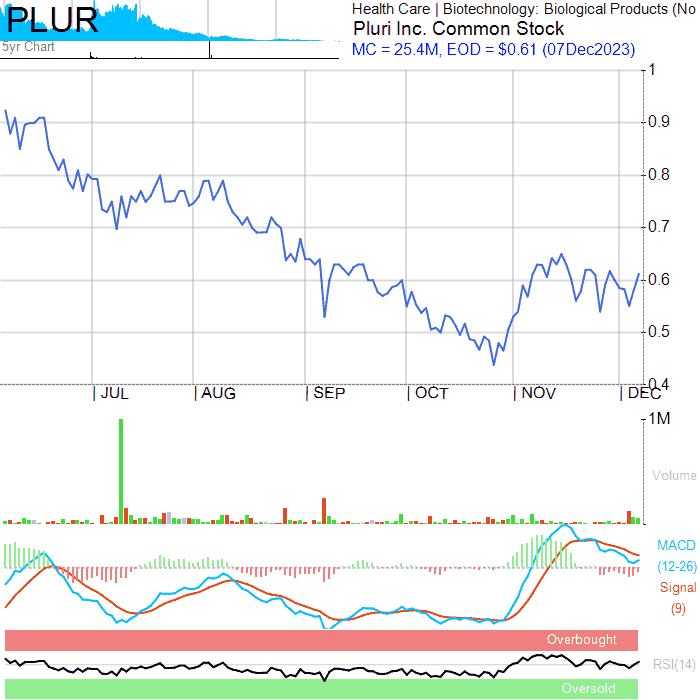 PLUR
5yr Chart
Health Care | Biotechnology: Biological Products (No
Pluri Inc. Common Stock
MC = 25.4M, EOD = $0.61 (07Dec2023)
1
0.9
0.8
0.7
0.6
0.5
0.4
JUL AUG SEP OCT NOV DEC
1M
Volume
MACD
(12-26)
Signal
(9)
Overbought
RSI(14)
Oversold